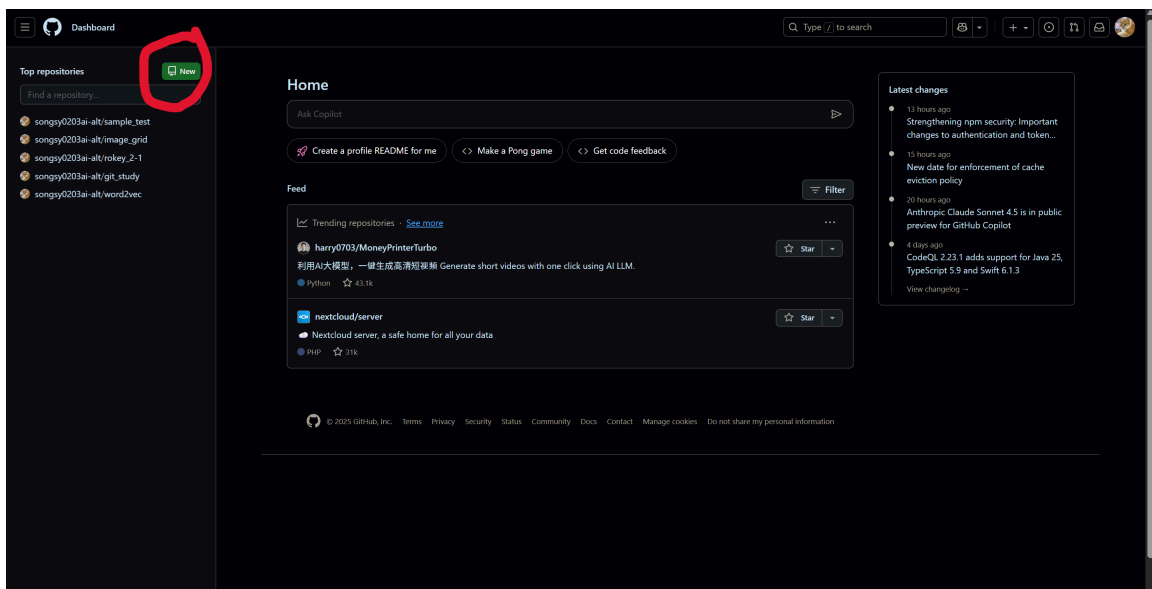 Dashboard
Type / to search
Top repositories
New
Find a repository...
songsy0203ai-alt/sample_test
songsy0203ai-alt/image_grid
songsy0203ai-alt/rokey_2-1
songsy0203ai-alt/git_study
songsy0203ai-alt/word2vec
Home
Ask Copilot
Create a profile README for me
Make a Pong game
Get code feedback
Feed
Filter
Trending repositories · See more
harry0703/MoneyPrinterTurbo
Star
利用AI大模型，一键生成高清短视频 Generate short videos with one click using AI LLM.
Python 43.1k
nextcloud/server
Star
Nextcloud server, a safe home for all your data
PHP 31k
Latest changes
13 hours ago
Strengthening npm security: Important
changes to authentication and token...
15 hours ago
New date for enforcement of cache
eviction policy
20 hours ago
Anthropic Claude Sonnet 4.5 is in public
preview for GitHub Copilot
4 days ago
CodeQL 2.23.1 adds support for Java 25,
TypeScript 5.9 and Swift 6.1.3
View changelog →
© 2025 GitHub, Inc. Terms Privacy Security Status Community Docs Contact Manage cookies Do not share my personal information